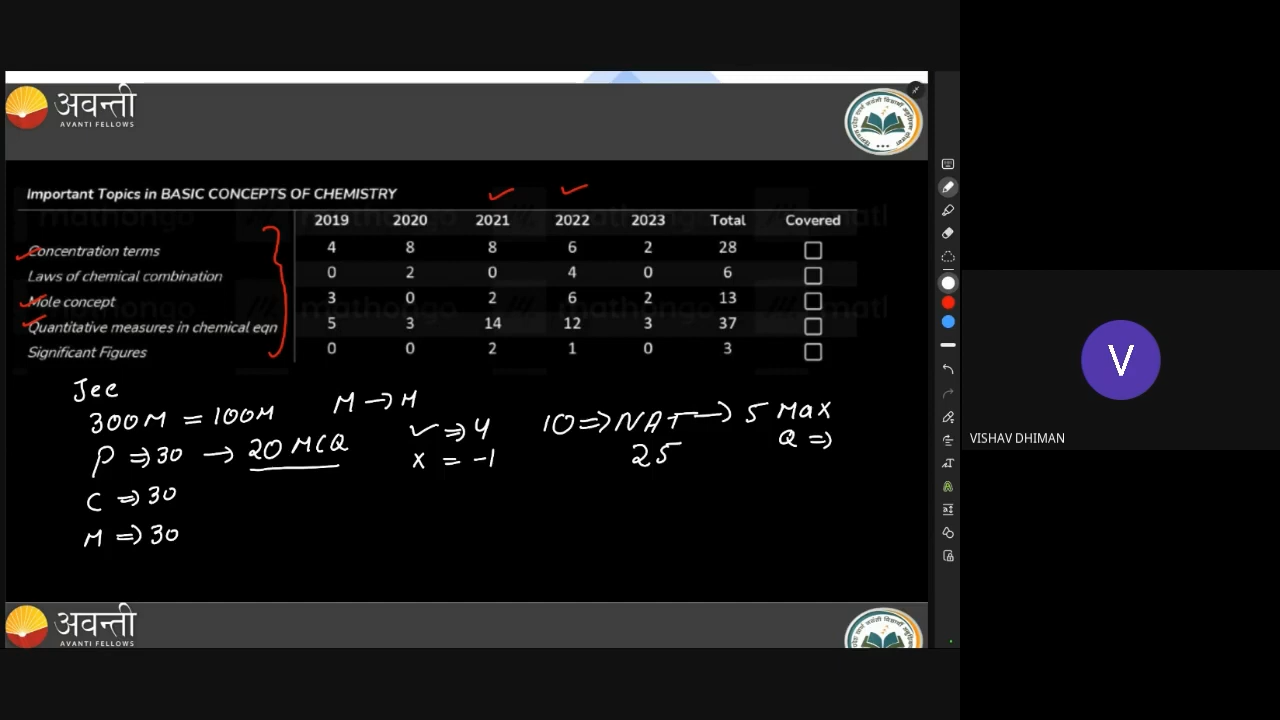 अवन्ती
AVANTI FELLOWS
Important Topics in BASIC CONCEPTS OF CHEMISTRY
2019 2020 2021 2022 2023 Total Covered
Concentration terms 4 8 8 6 2 28
Laws of chemical combination 0 2 0 4 0 6
Mole concept 3 0 2 6 2 13
Quantitative measures in chemical eqn 5 3 14 12 3 37
Significant Figures 0 0 2 1 0 3
Jee
300M = 100M M → M
P ⇒ 30 → 20 MCQ ✓ ⇒ 4 10 ⇒ NAT → 5 Max
x = -1 25 Q ⇒
C ⇒ 30
M ⇒ 30
V
VISHAV DHIMAN
अवन्ती
AVANTI FELLOWS